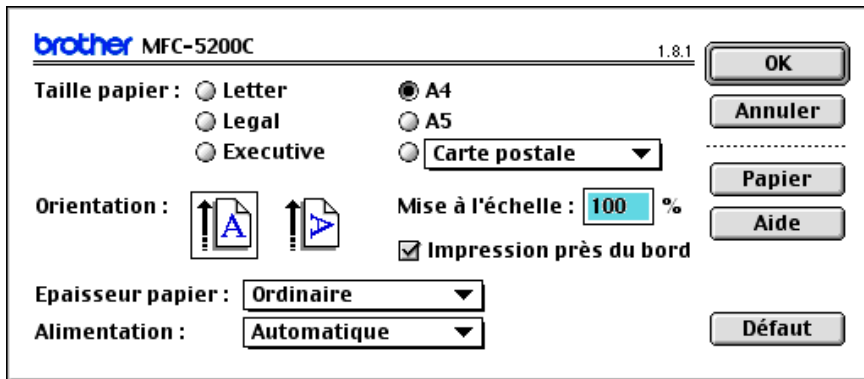 brother MFC-5200C 1.8.1
OK
Taille papier : Letter A4
Annuler
Legal A5
Executive Carte postale
Papier
Orientation : A A Mise à l'échelle : 100 %
Aide
Impression près du bord
Epaisseur papier : Ordinaire
Alimentation : Automatique
Défaut